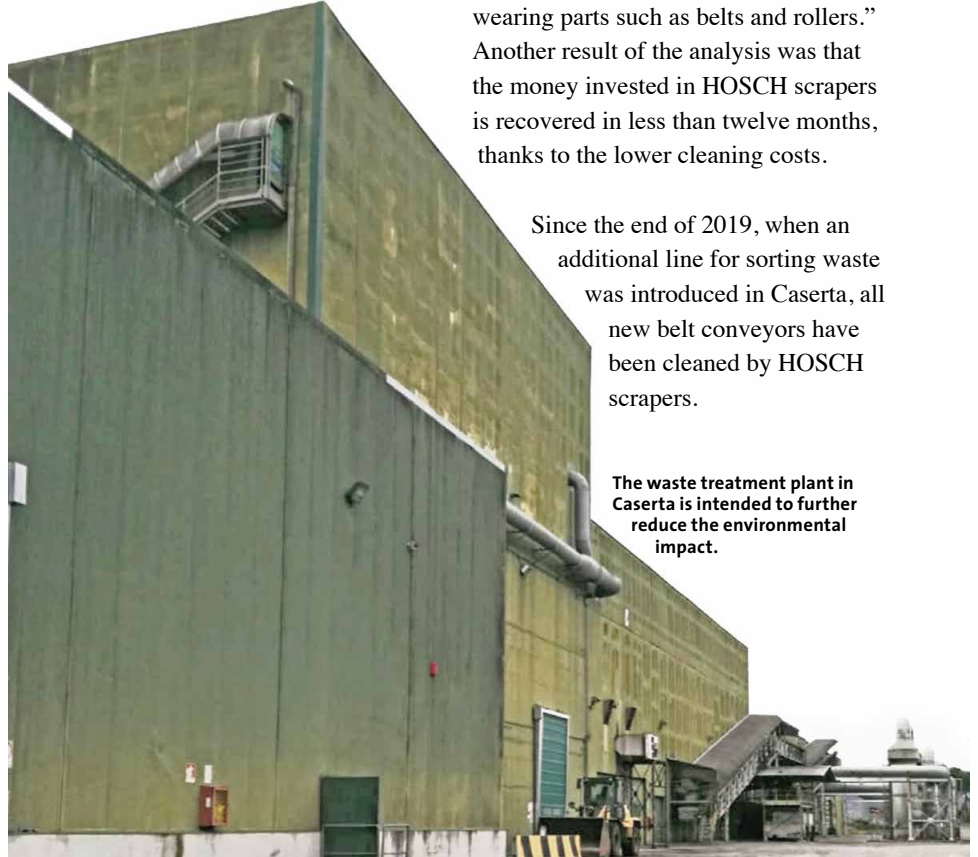 wearing parts such as belts and rollers.”
Another result of the analysis was that
the money invested in HOSCH scrapers
is recovered in less than twelve months,
thanks to the lower cleaning costs.
Since the end of 2019, when an
additional line for sorting waste
was introduced in Caserta, all
new belt conveyors have
been cleaned by HOSCH
scrapers.
The waste treatment plant in
Caserta is intended to further
reduce the environmental
impact.